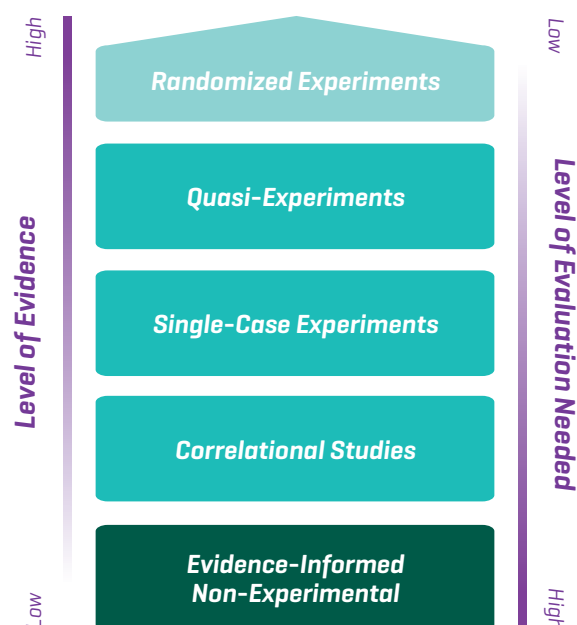 High
Low
Randomized Experiments
Quasi-Experiments
Level of Evidence
Level of Evaluation Needed
Single-Case Experiments
Correlational Studies
Evidence-Informed
Non-Experimental
Low
High